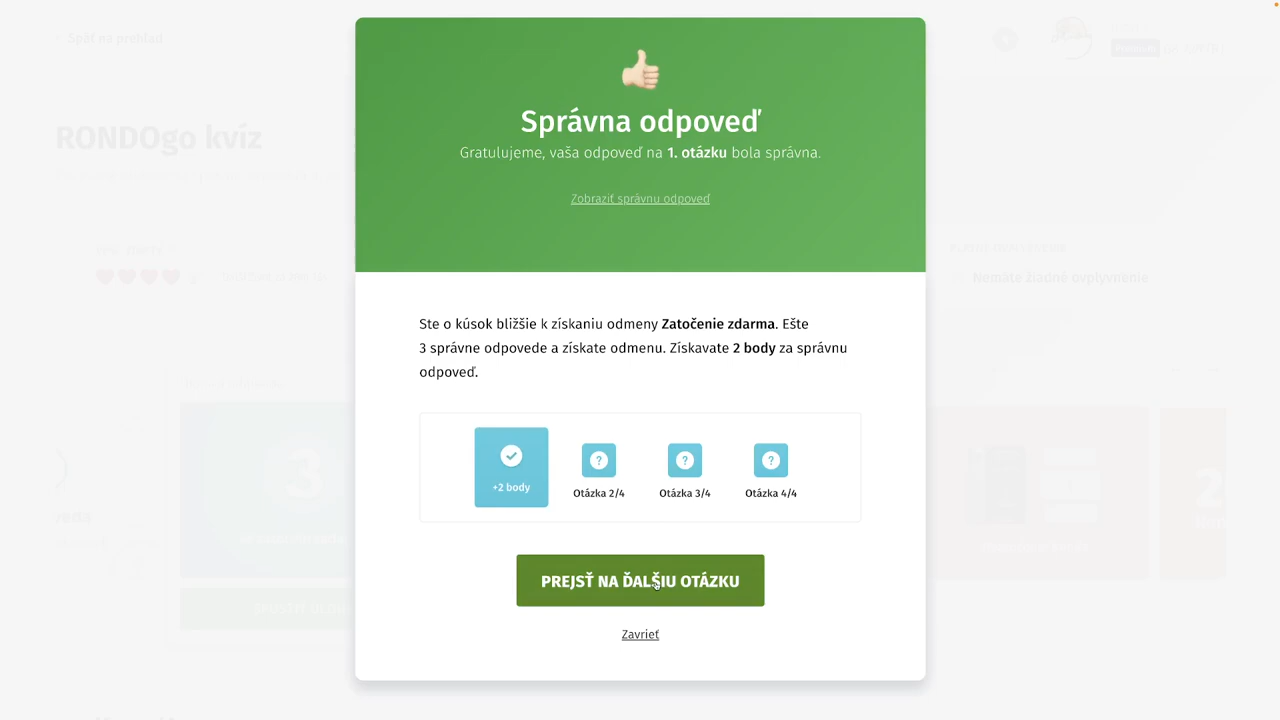 Späť na prehľad
RONDOgo kvíz
Správna odpoveď
Gratulujeme, vaša odpoveď na 1. otázku bola správna.
Zobraziť správnu odpoveď
Nemáte žiadne ovplyvnenie
Ste o kúsok bližšie k získaniu odmeny Zatočenie zdarma. Ešte
3 správne odpovede a získate odmenu. Získavate 2 body za správnu
odpoveď.
+2 body
Otázka 2/4
Otázka 3/4
Otázka 4/4
PREJSŤ NA ĎALŠIU OTÁZKU
Zavrieť